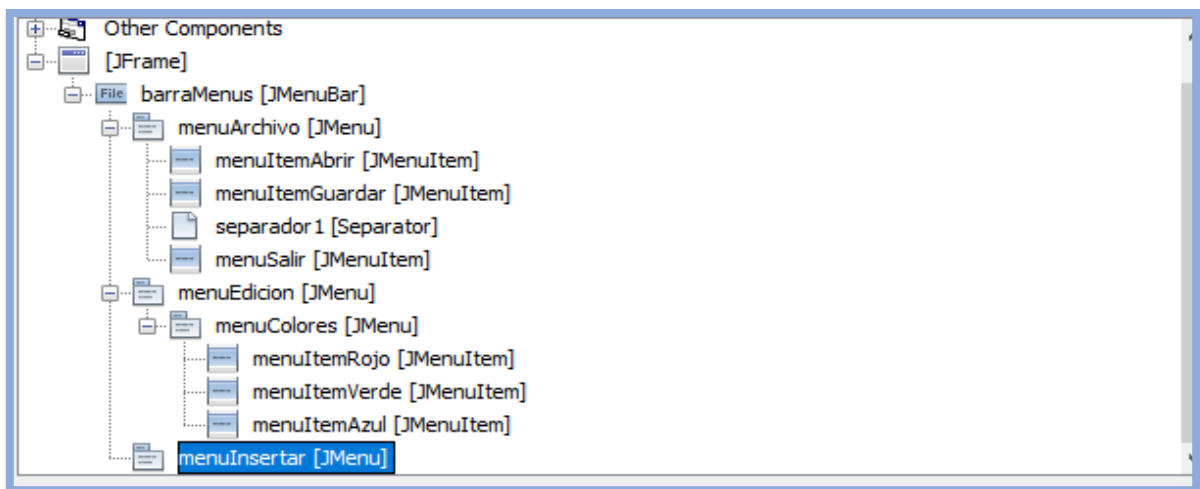 Other Components
[JFrame]
File barraMenus [JMenuBar]
menuArchivo [JMenu]
menuItemAbrir [JMenuItem]
menuItemGuardar [JMenuItem]
separador1 [Separator]
menuSalir [JMenuItem]
menuEdicion [JMenu]
menuColores [JMenu]
menuItemRojo [JMenuItem]
menuItemVerde [JMenuItem]
menuItemAzul [JMenuItem]
menuInsertar [JMenu]